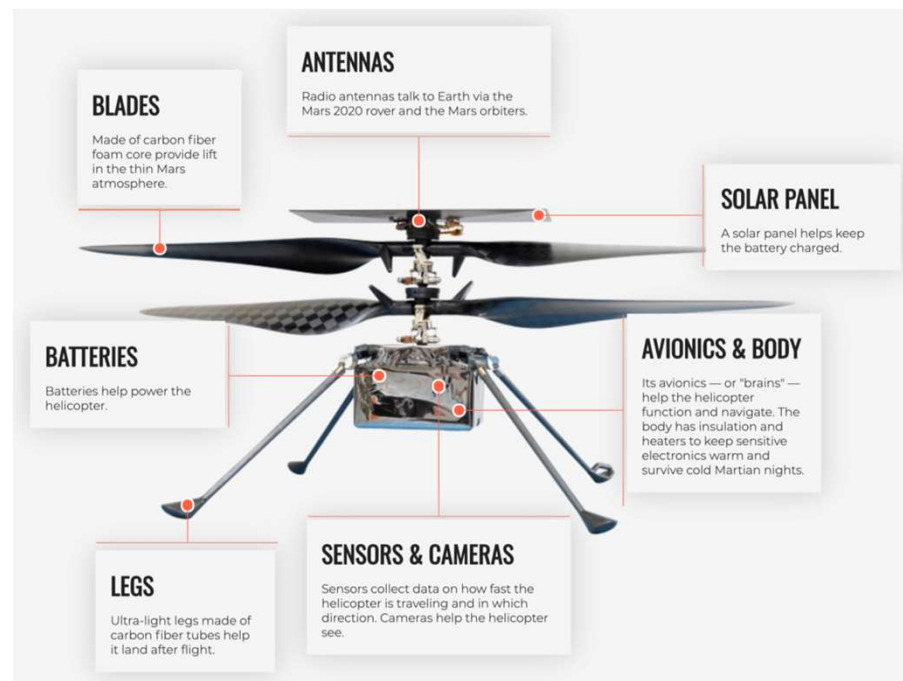 ANTENNAS
Radio antennas talk to Earth via the
Mars 2020 rover and the Mars orbiters.
BLADES
Made of carbon fiber
foam core provide lift
in the thin Mars
atmosphere.
SOLAR PANEL
A solar panel helps keep
the battery charged.
BATTERIES
Batteries help power the
helicopter.
AVIONICS & BODY
Its avionics — or "brains" —
help the helicopter
function and navigate. The
body has insulation and
heaters to keep sensitive
electronics warm and
survive cold Martian nights.
LEGS
Ultra-light legs made of
carbon fiber tubes help
it land after flight.
SENSORS & CAMERAS
Sensors collect data on how fast the
helicopter is traveling and in which
direction. Cameras help the helicopter
see.